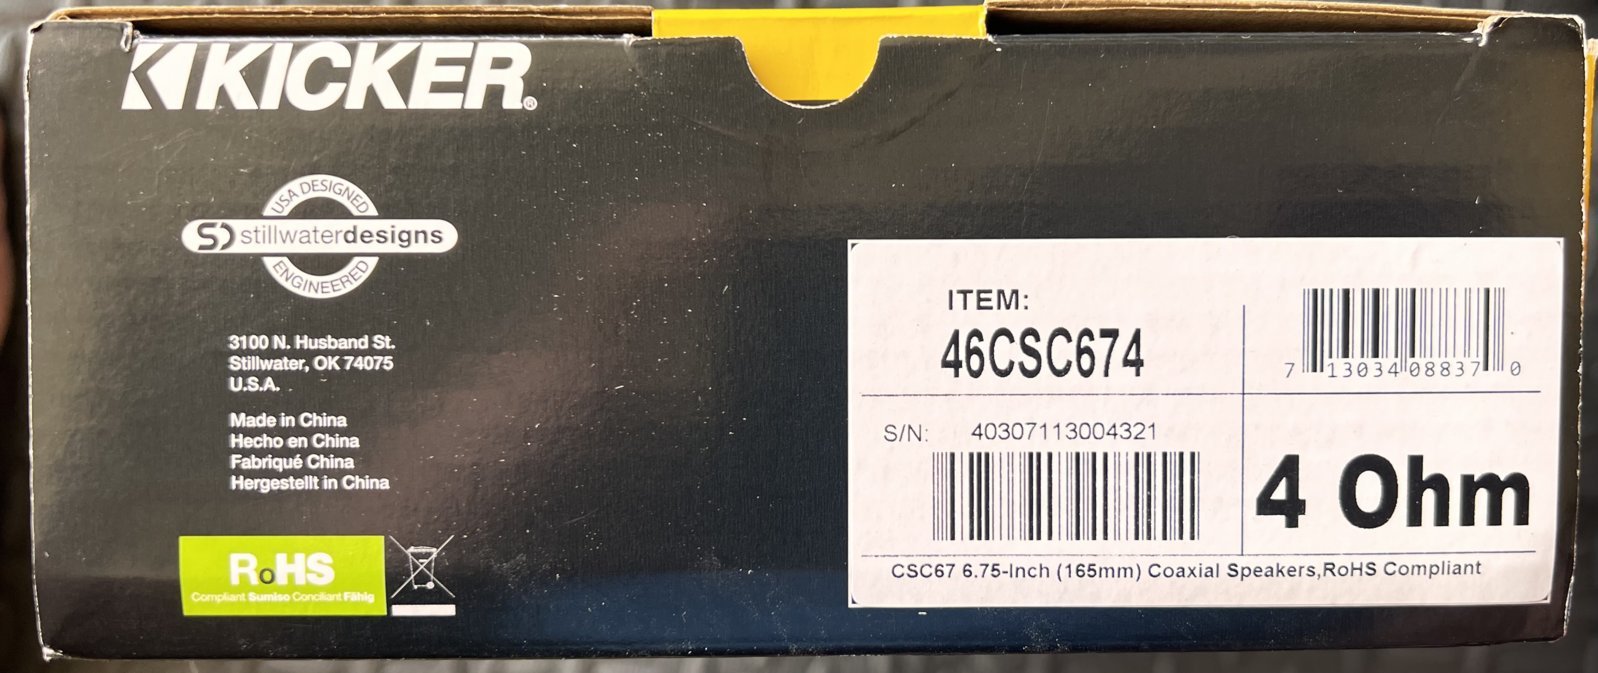 KICKER®
USA DESIGNED
SD stillwaterdesigns
ENGINEERED
3100 N. Husband St.
Stillwater, OK 74075
U.S.A.
Made in China
Hecho en China
Fabriqué China
Hergestellt in China
RoHS
Compliant Sumiso Conciliant Fähig
ITEM:
46CSC674
7 13034 08837 0
S/N: 40307113004321
4 Ohm
CSC67 6.75-Inch (165mm) Coaxial Speakers,RoHS Compliant